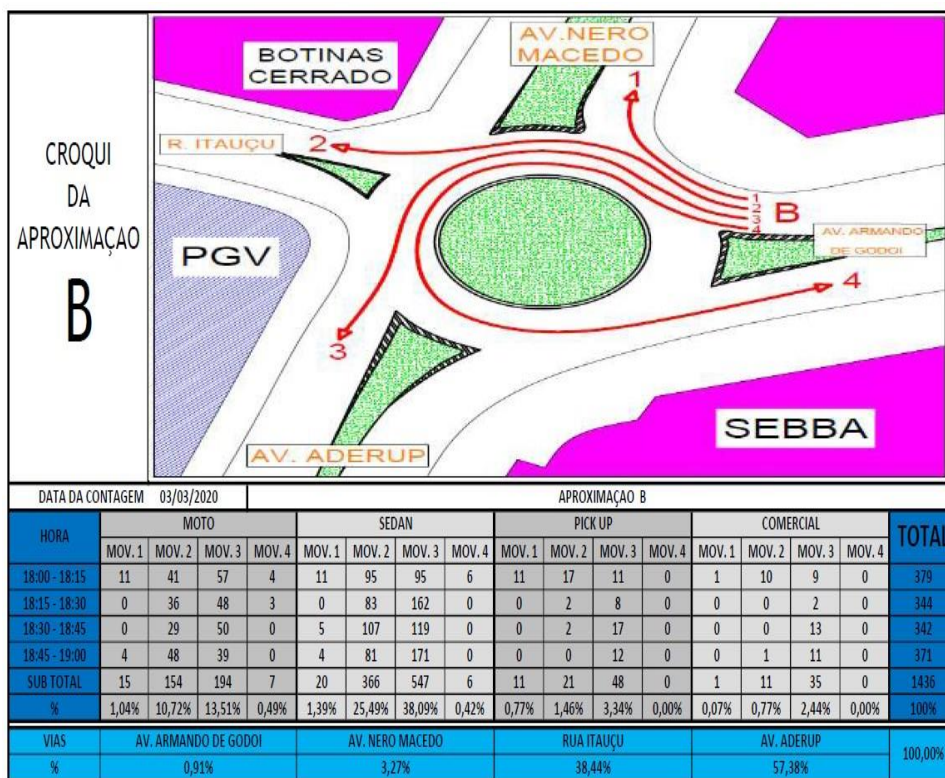 CROQUI
DA
APROXIMAÇAO
B
BOTINAS
CERRADO
AV.NERO
MACEDO
1
R. ITAUÇU
2
1
2
3
4
B
AV. ARMANDO
DE GODOI
PGV
4
3
SEBBA
AV. ADERUP
DATA DA CONTAGEM 03/03/2020 APROXIMAÇAO B
HORA MOTO SEDAN PICK UP COMERCIAL TOTAL
MOV. 1 MOV. 2 MOV. 3 MOV. 4 MOV. 1 MOV. 2 MOV. 3 MOV. 4 MOV. 1 MOV. 2 MOV. 3 MOV. 4 MOV. 1 MOV. 2 MOV. 3 MOV. 4
18:00 - 18:15 11 41 57 4 11 95 95 6 11 17 11 0 1 10 9 0 379
18:15 - 18:30 0 36 48 3 0 83 162 0 0 2 8 0 0 0 2 0 344
18:30 - 18:45 0 29 50 0 5 107 119 0 0 2 17 0 0 0 13 0 342
18:45 - 19:00 4 48 39 0 4 81 171 0 0 0 12 0 0 1 11 0 371
SUB TOTAL 15 154 194 7 20 366 547 6 11 21 48 0 1 11 35 0 1436
% 1,04% 10,72% 13,51% 0,49% 1,39% 25,49% 38,09% 0,42% 0,77% 1,46% 3,34% 0,00% 0,07% 0,77% 2,44% 0,00% 100%
VIAS AV. ARMANDO DE GODOI AV. NERO MACEDO RUA ITAUÇU AV. ADERUP 100,00%
% 0,91% 3,27% 38,44% 57,38%